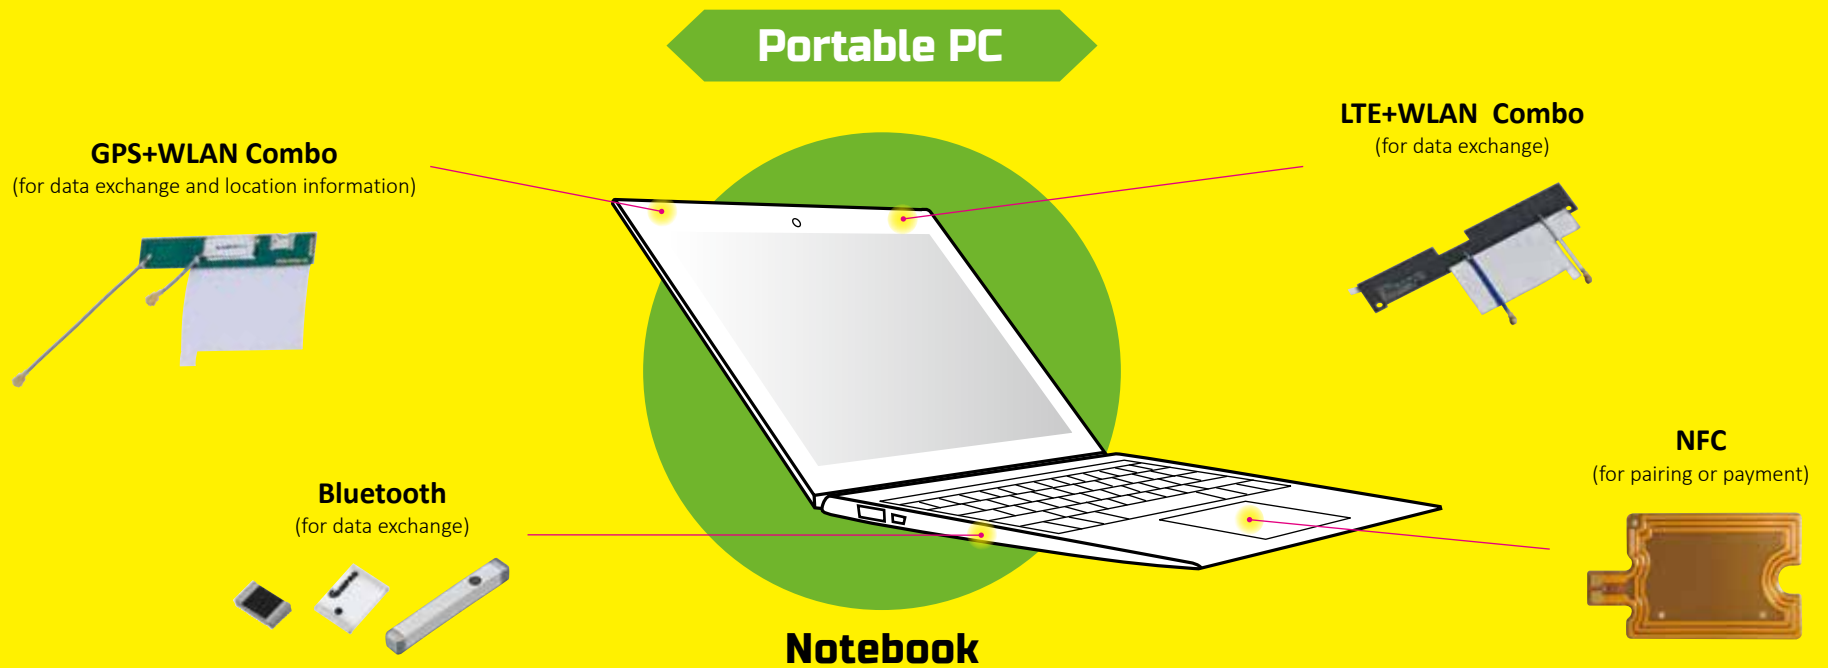 Portable PC
GPS+WLAN Combo
(for data exchange and location information)
LTE+WLAN Combo
(for data exchange)
Bluetooth
(for data exchange)
NFC
(for pairing or payment)
Notebook